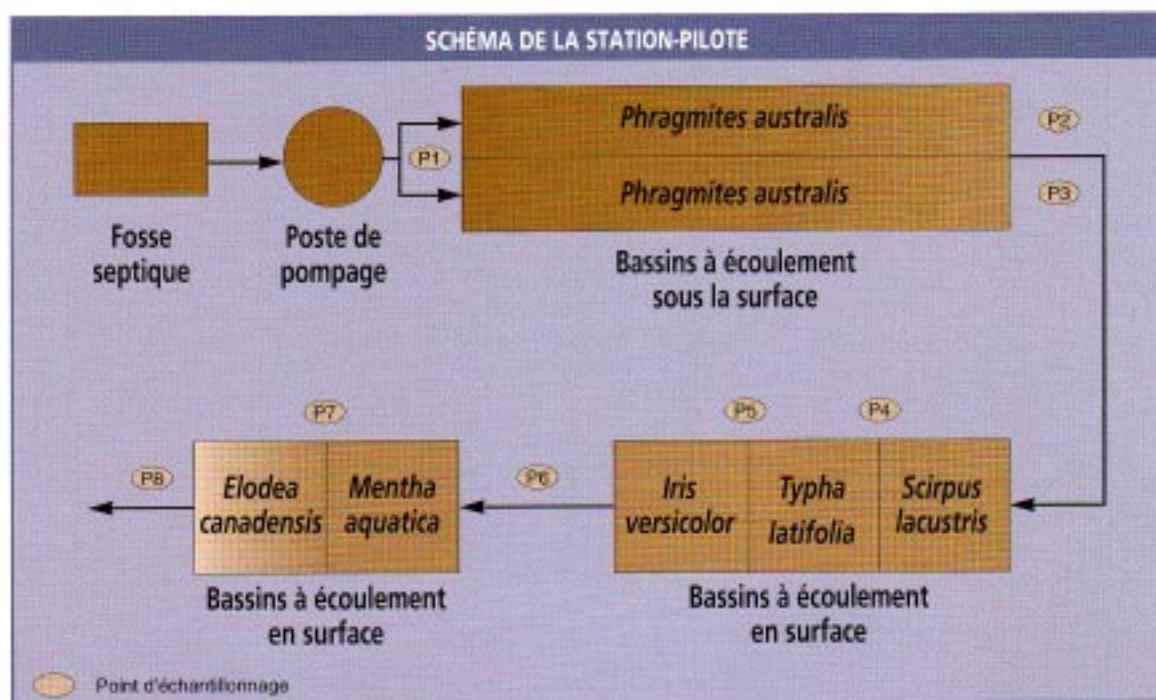 SCHÉMA DE LA STATION-PILOTE
Phragmites australis
P2
P1
Phragmites australis
P3
Fosse
septique
Poste de
pompage
Bassins à écoulement
sous la surface
P7
P5
P4
P8
Elodea
canadensis
Mentha
aquatica
P6
Iris
versicolor
Typha
latifolia
Scirpus
lacustris
Bassins à écoulement
en surface
Bassins à écoulement
en surface
Point d'échantillonnage